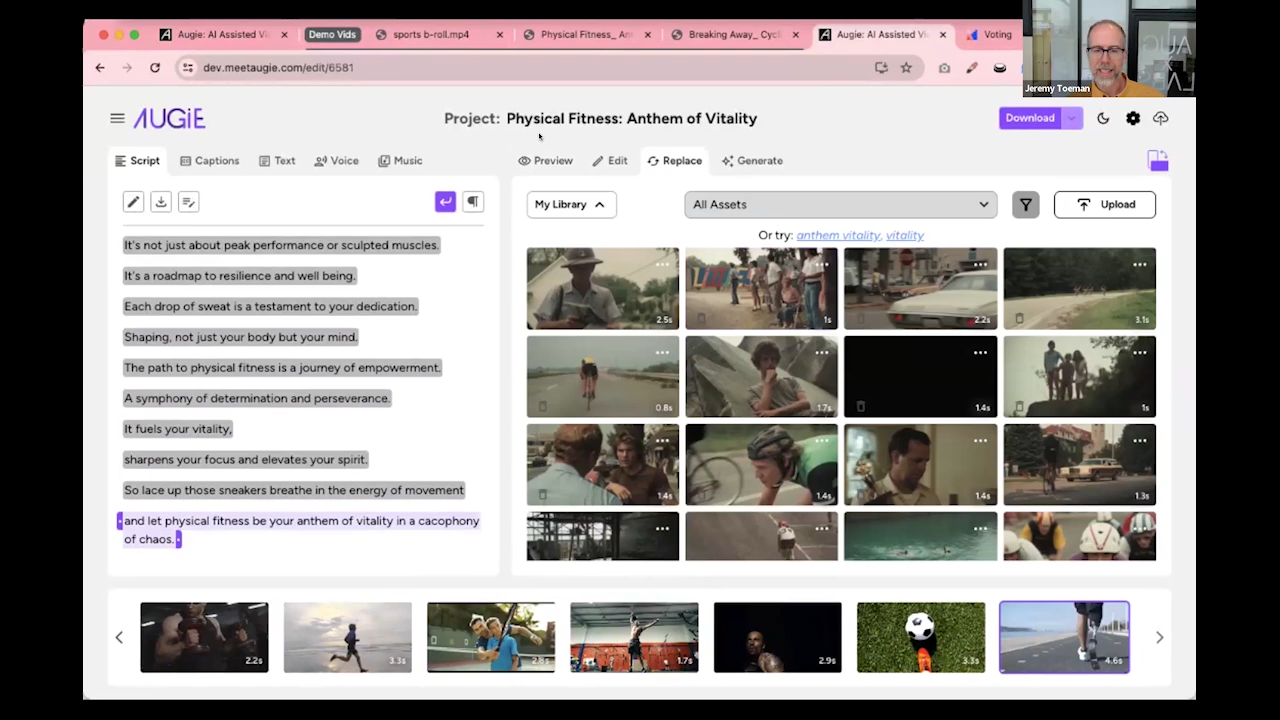 Augie: AI Assisted Vi
Demo Vids
sports b-roll.mp4
Physical Fitness_ An
Breaking Away_ Cycl
Augie: AI Assisted Vi
Voting
dev.meetaugie.com/edit/6581
AUG
LAB
Jeremy Toeman
AUGiE
Project: Physical Fitness: Anthem of Vitality
Download
Script
Captions
Text
Voice
Music
Preview
Edit
Replace
Generate
My Library
All Assets
Upload
Or try: anthem vitality, vitality
It's not just about peak performance or sculpted muscles.
It's a roadmap to resilience and well being.
Each drop of sweat is a testament to your dedication.
Shaping, not just your body but your mind.
The path to physical fitness is a journey of empowerment.
A symphony of determination and perseverance.
It fuels your vitality,
sharpens your focus and elevates your spirit.
So lace up those sneakers breathe in the energy of movement
and let physical fitness be your anthem of vitality in a cacophony
of chaos.
2.5s
1s
2.2s
3.1s
0.8s
1.7s
1.4s
1s
1.4s
1.4s
1.4s
1.3s
2.2s
3.3s
2.8s
1.7s
2.9s
3.3s
4.6s